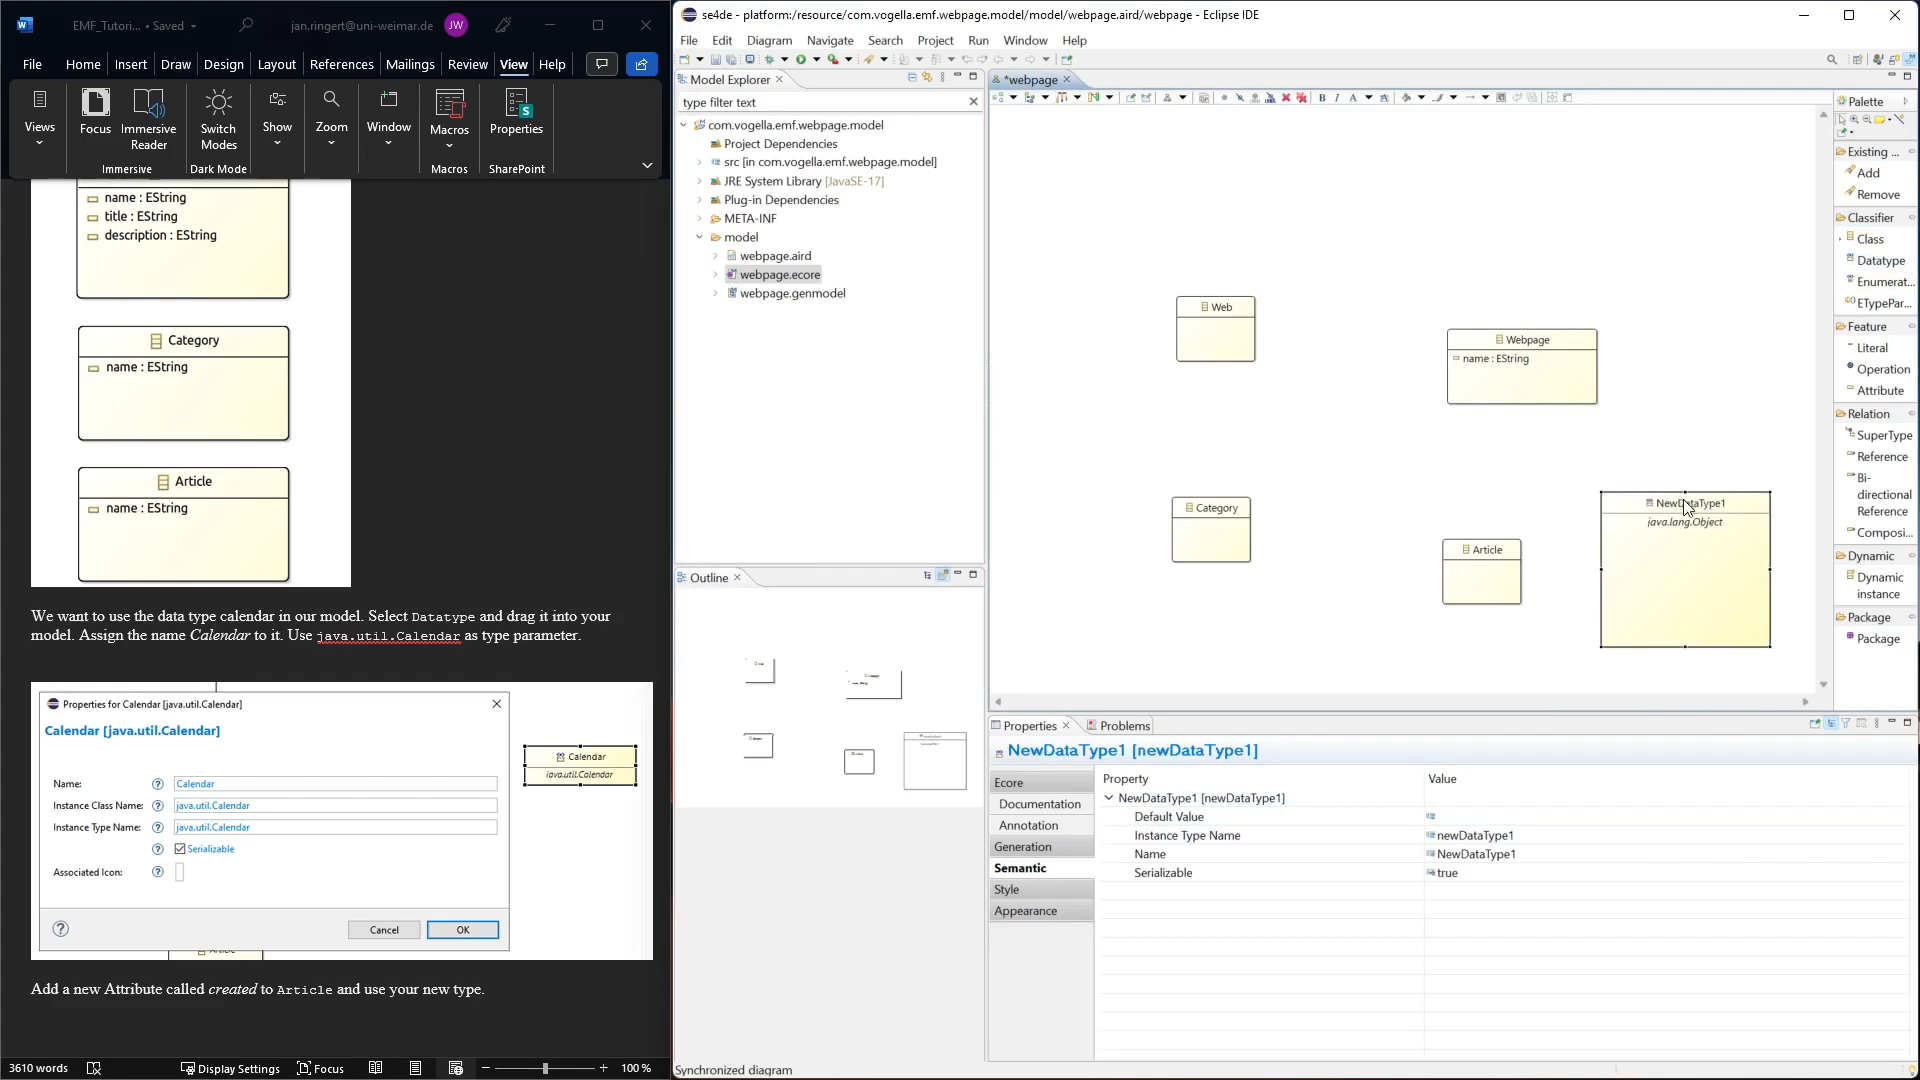 EMF_Tutori... • Saved
jan.ringert@uni-weimar.de
JW
File
Home
Insert
Draw
Design
Layout
References
Mailings
Review
View
Help
Views
Focus
Immersive Reader
Switch Modes
Show
Zoom
Window
Macros
Properties
Immersive
Dark Mode
Macros
SharePoint
name : EString
title : EString
description : EString
Category
name : EString
Article
name : EString
We want to use the data type calendar in our model. Select Datatype and drag it into your
model. Assign the name Calendar to it. Use java.util.Calendar as type parameter.
Properties for Calendar [java.util.Calendar]
Calendar [java.util.Calendar]
Name:
Calendar
Instance Class Name:
java.util.Calendar
Instance Type Name:
java.util.Calendar
Serializable
Associated Icon:
Cancel
OK
Calendar
java.util.Calendar
Article
Add a new Attribute called created to Article and use your new type.
3610 words
Display Settings
Focus
100 %
se4de - platform:/resource/com.vogella.emf.webpage.model/model/webpage.aird/webpage - Eclipse IDE
File
Edit
Diagram
Navigate
Search
Project
Run
Window
Help
Model Explorer
type filter text
com.vogella.emf.webpage.model
Project Dependencies
src [in com.vogella.emf.webpage.model]
JRE System Library [JavaSE-17]
Plug-in Dependencies
META-INF
model
webpage.aird
webpage.ecore
webpage.genmodel
Outline
*webpage
Web
Webpage
name : EString
Category
Article
NewDataType1
java.lang.Object
Palette
Existing ...
Add
Remove
Classifier
Class
Datatype
Enumerat...
ETypePar...
Feature
Literal
Operation
Attribute
Relation
SuperType
Reference
Bi-
directional
Reference
Composi...
Dynamic
Dynamic
instance
Package
Package
Properties
Problems
NewDataType1 [newDataType1]
Ecore
Documentation
Annotation
Generation
Semantic
Style
Appearance
Property
Value
NewDataType1 [newDataType1]
Default Value
Instance Type Name
newDataType1
Name
NewDataType1
Serializable
true
Synchronized diagram